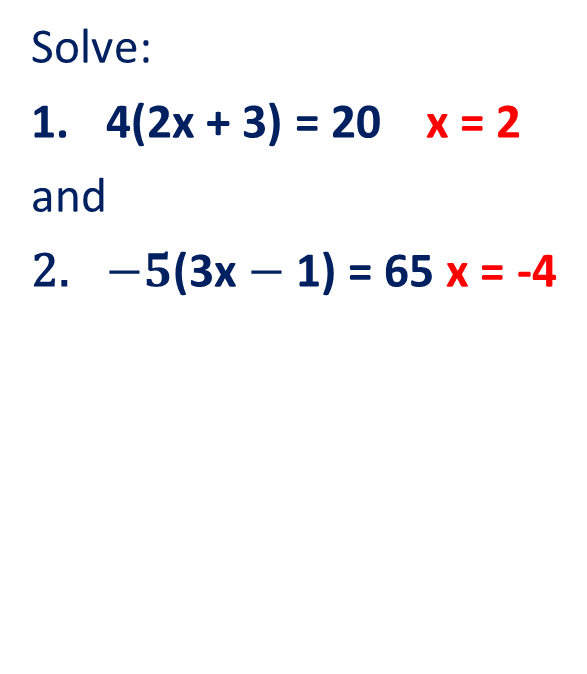 Solve:
1. 4(2x + 3) = 20 x = 2
and
2. −5(3x − 1) = 65 x = -4